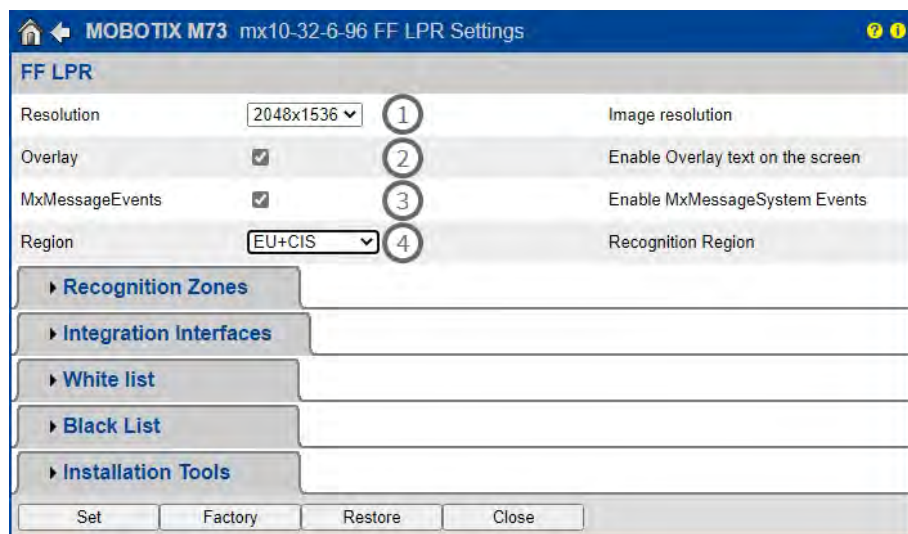 MOBOTIX M73 mx10-32-6-96 FF LPR Settings ? i
FF LPR
Resolution 2048x1536 1 Image resolution
Overlay 2 Enable Overlay text on the screen
MxMessageEvents 3 Enable MxMessageSystem Events
Region EU+CIS 4 Recognition Region
Recognition Zones
Integration Interfaces
White list
Black List
Installation Tools
Set Factory Restore Close